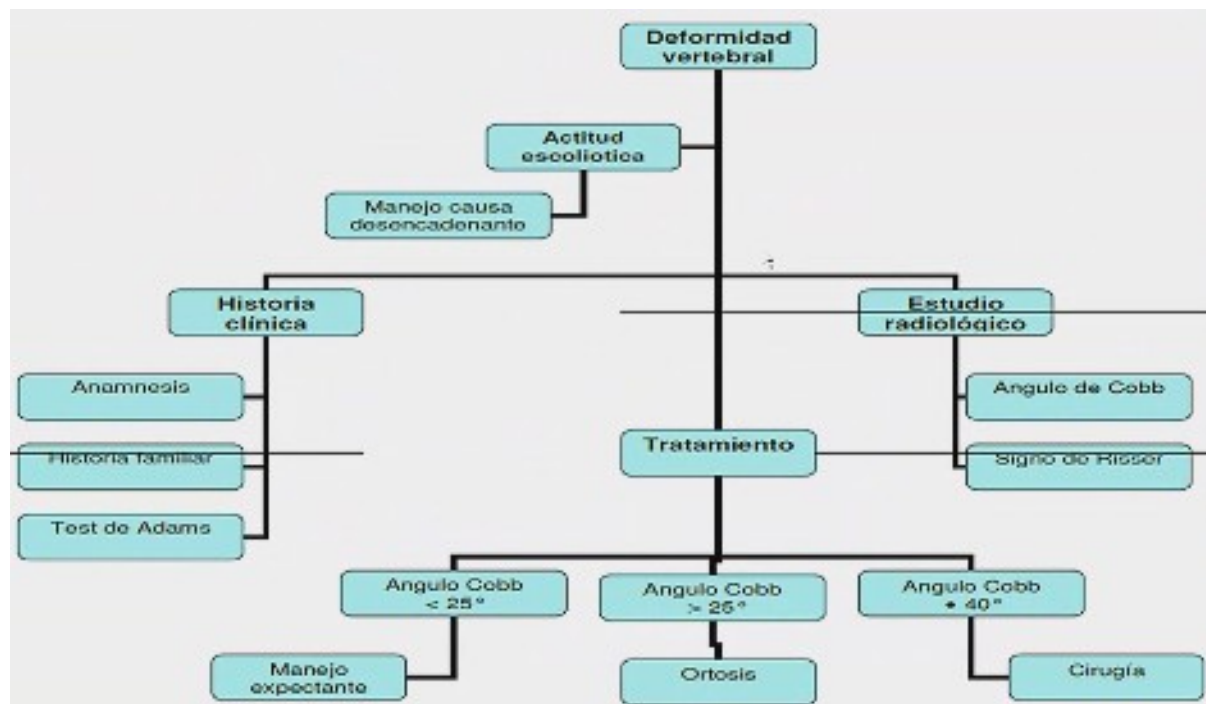 Deformidad
vertebral
Actitud
escoliotica
Manejo causa
desencadenante
Historia
clínica
Estudio
radiológico
Anamnesis
Angulo de Cobb
Historia familiar
Tratamiento
Signo de Risser
Test de Adams
Angulo Cobb
< 25°
Angulo Cobb
> 25°
Angulo Cobb
40°
Manejo
expectante
Ortosis
Cirugía